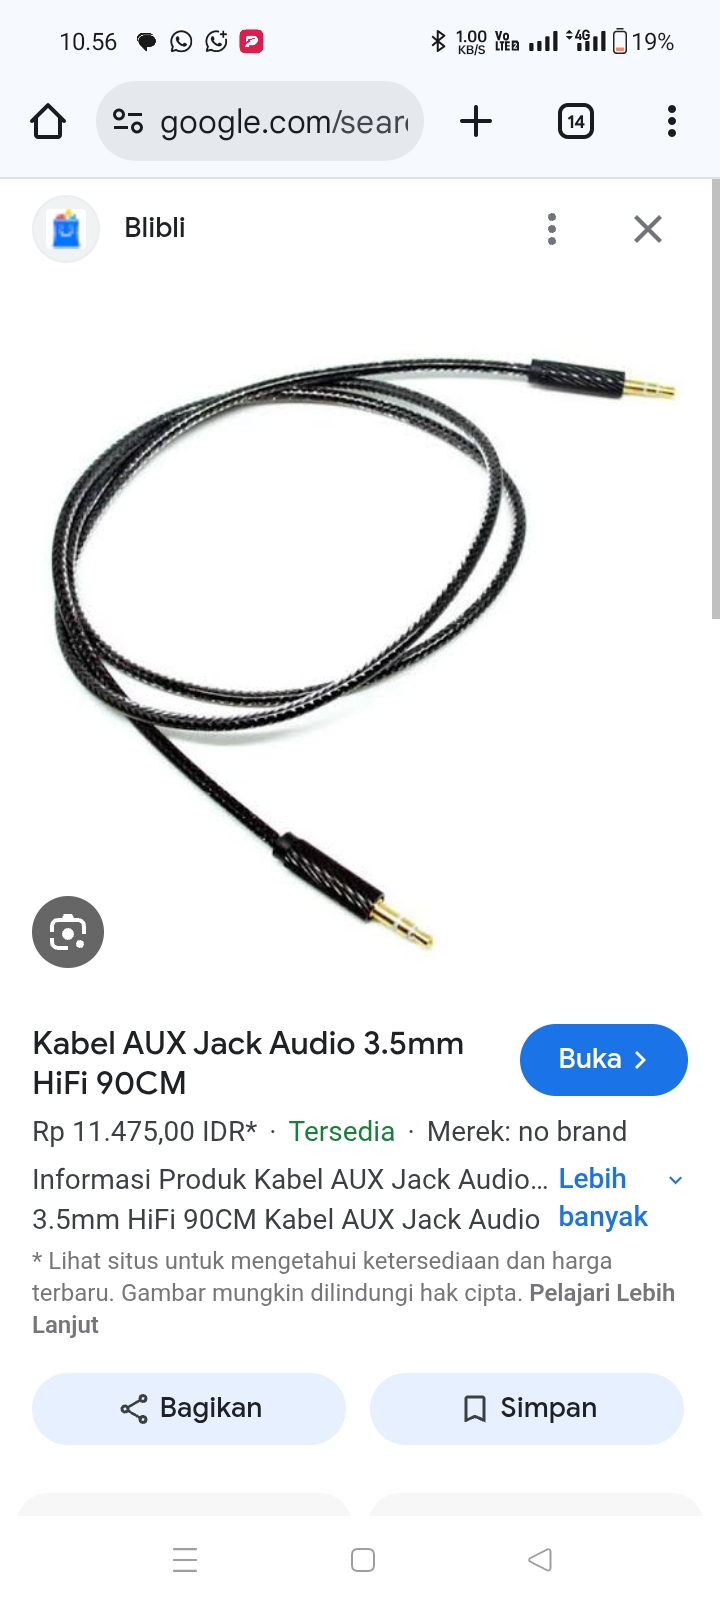 10.56
1.00 KB/S
Vo LTE2
4G
19%
google.com/sear
14
Blibli
Kabel AUX Jack Audio 3.5mm
HiFi 90CM
Buka
Rp 11.475,00 IDR* · Tersedia · Merek: no brand
Informasi Produk Kabel AUX Jack Audio... Lebih
3.5mm HiFi 90CM Kabel AUX Jack Audio banyak
* Lihat situs untuk mengetahui ketersediaan dan harga
terbaru. Gambar mungkin dilindungi hak cipta. Pelajari Lebih
Lanjut
Bagikan
Simpan